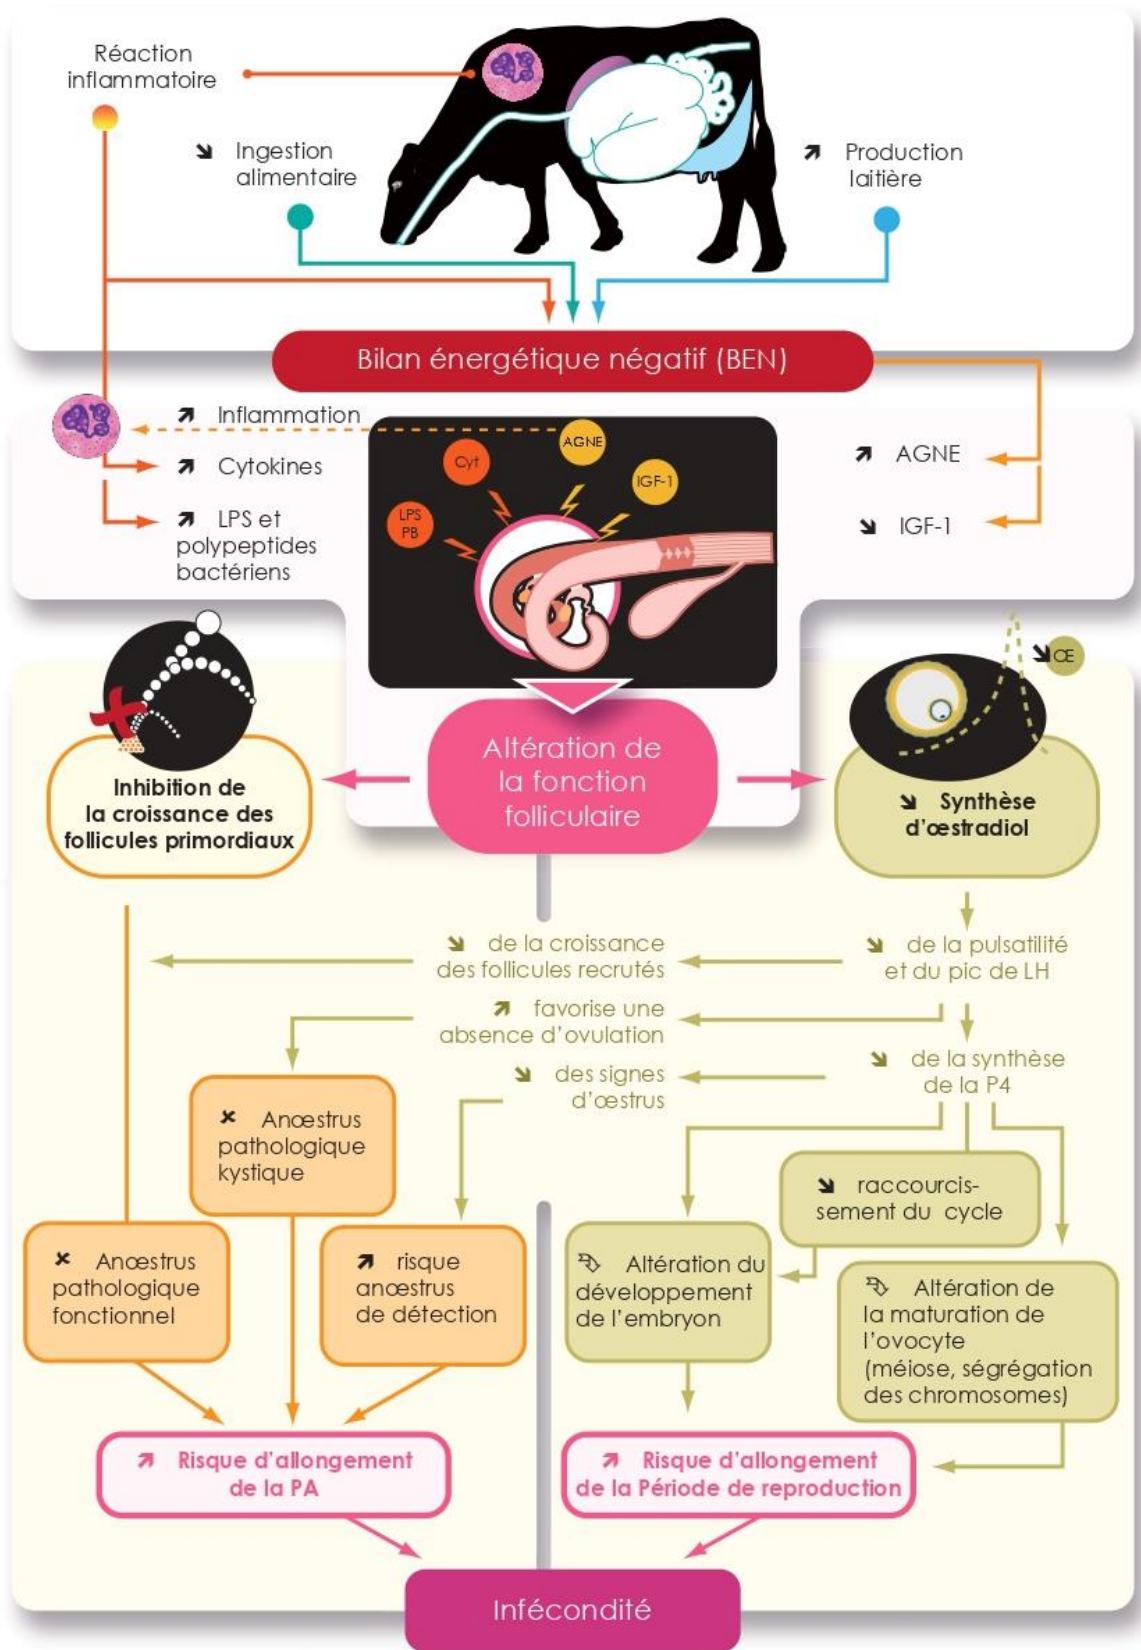 Réaction
inflammatoire
↘ Ingestion
alimentaire
↗ Production
laitière
Bilan énergétique négatif (BEN)
↗ Inflammation
↗ Cytokines
↗ LPS et
polypeptides
bactériens
AGNE
Cyt
IGF-1
LPS
PB
↗ AGNE
↘ IGF-1
↘ Œ
Inhibition de
la croissance des
follicules primordiaux
Altération de
la fonction
folliculaire
↘ Synthèse
d'œstradiol
↘ de la croissance
des follicules recrutés
↘ de la pulsatilité
et du pic de LH
↗ favorise une
absence d'ovulation
↘ des signes
d'œstrus
↘ de la synthèse
de la P4
✘ Anœstrus
pathologique
kystique
↘ raccourcis-
sement du cycle
✘ Anœstrus
pathologique
fonctionnel
↗ risque
anœstrus
de détection
Altération du
développement
de l'embryon
Altération de
la maturation de
l'ovocyte
(méiose, ségrégation
des chromosomes)
↗ Risque d'allongement
de la PA
↗ Risque d'allongement
de la Période de reproduction
Infécondité